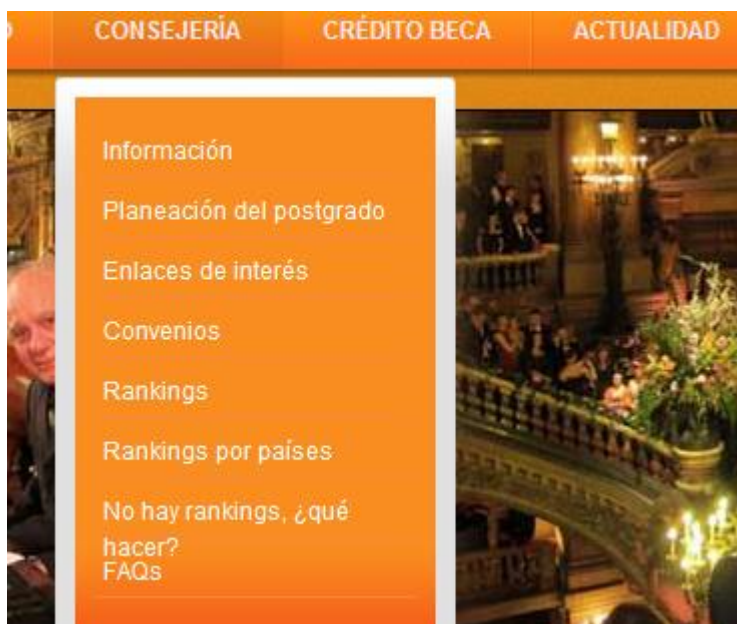 CONSEJERÍA CRÉDITO BECA ACTUALIDAD
Información
Planeación del postgrado
Enlaces de interés
Convenios
Rankings
Rankings por países
No hay rankings, ¿qué
hacer?
FAQs